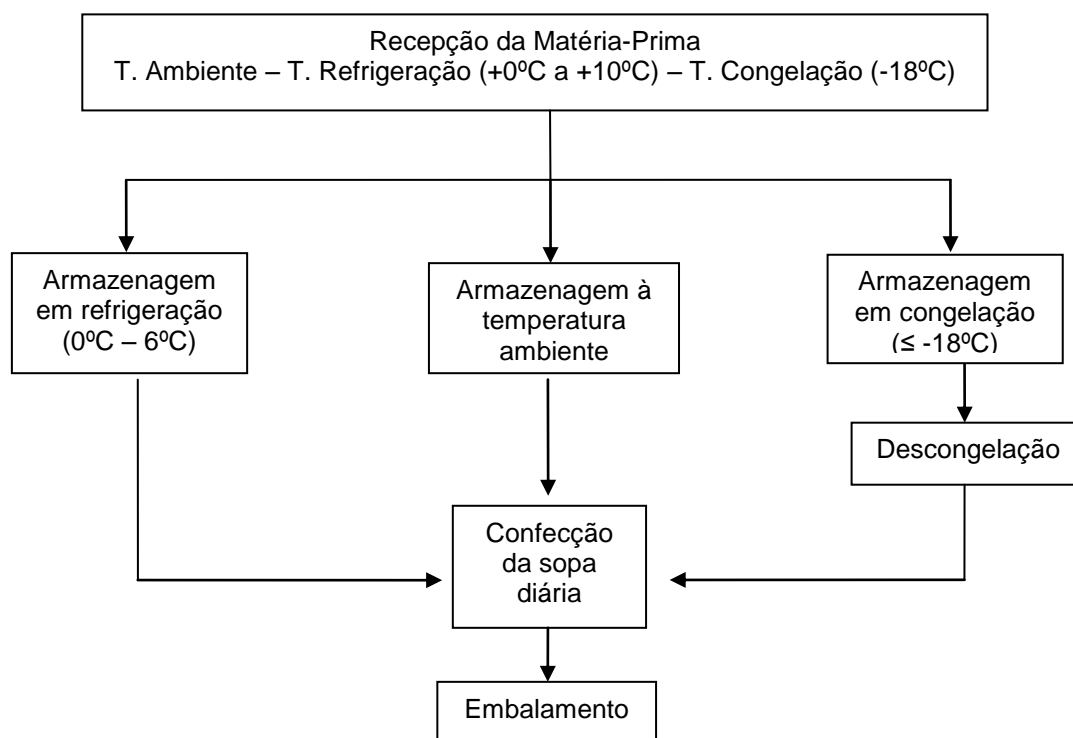 Recepção da Matéria-Prima
T. Ambiente – T. Refrigeração (+0ºC a +10ºC) – T. Congelação (-18ºC)
Armazenagem
em refrigeração
(0ºC – 6ºC)
Armazenagem à
temperatura
ambiente
Armazenagem
em congelação
(≤ -18ºC)
Descongelação
Confecção
da sopa
diária
Embalamento